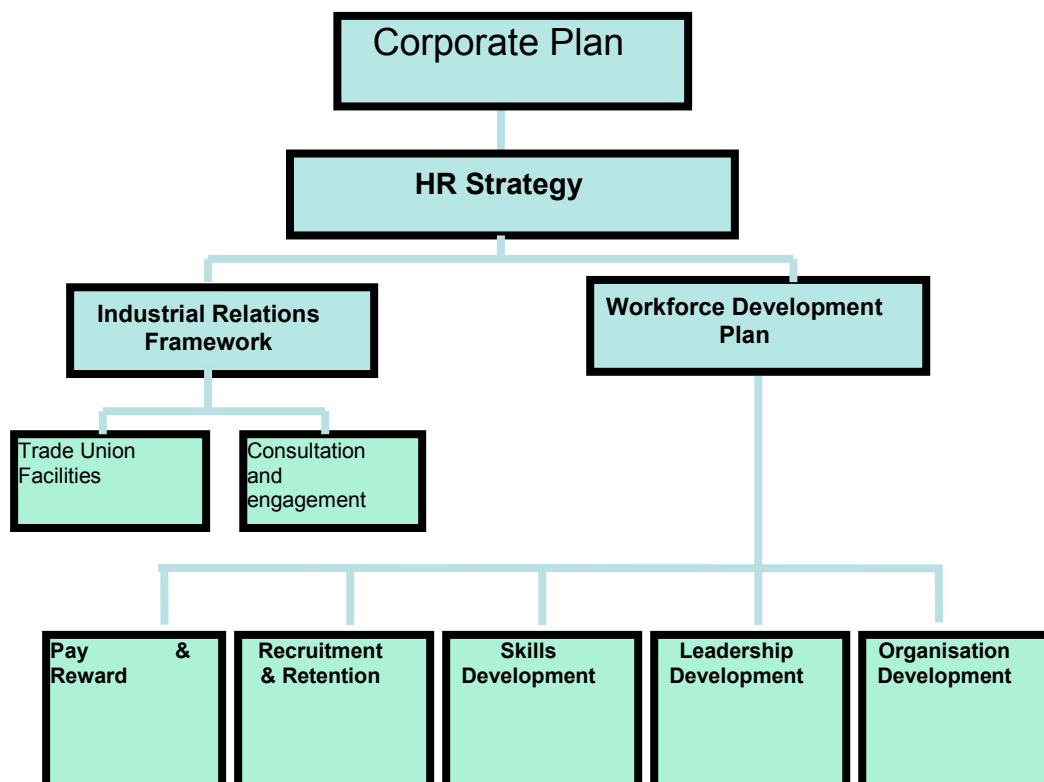 Corporate Plan
HR Strategy
Industrial Relations
Framework
Workforce Development
Plan
Trade Union
Facilities
Consultation
and
engagement
Pay &
Reward
Recruitment
& Retention
Skills
Development
Leadership
Development
Organisation
Development